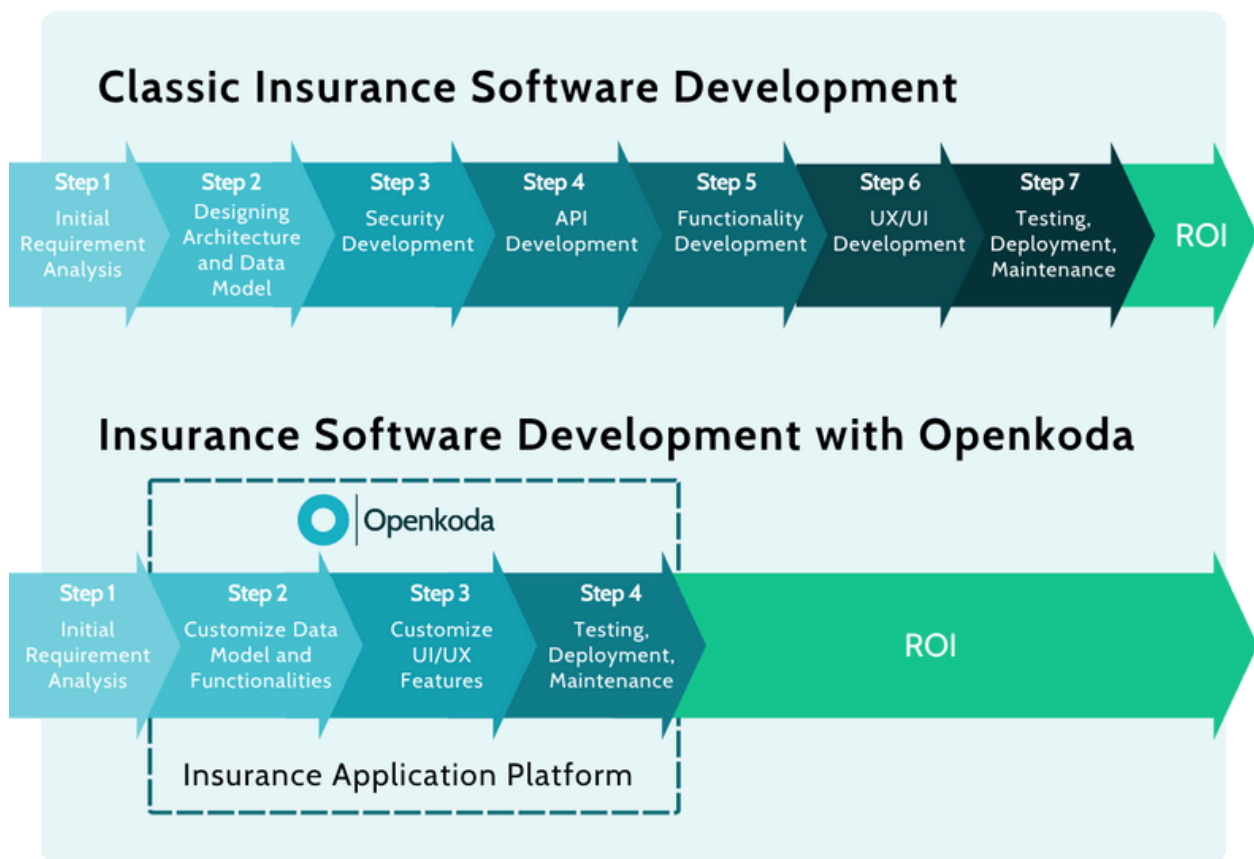 Classic Insurance Software Development
Step 1
Initial
Requirement
Analysis
Step 2
Designing
Architecture
and Data
Model
Step 3
Security
Development
Step 4
API
Development
Step 5
Functionality
Development
Step 6
UX/UI
Development
Step 7
Testing,
Deployment,
Maintenance
ROI
Insurance Software Development with Openkoda
Openkoda
Step 1
Initial
Requirement
Analysis
Step 2
Customize Data
Model and
Functionalities
Step 3
Customize
UI/UX
Features
Step 4
Testing,
Deployment,
Maintenance
ROI
Insurance Application Platform